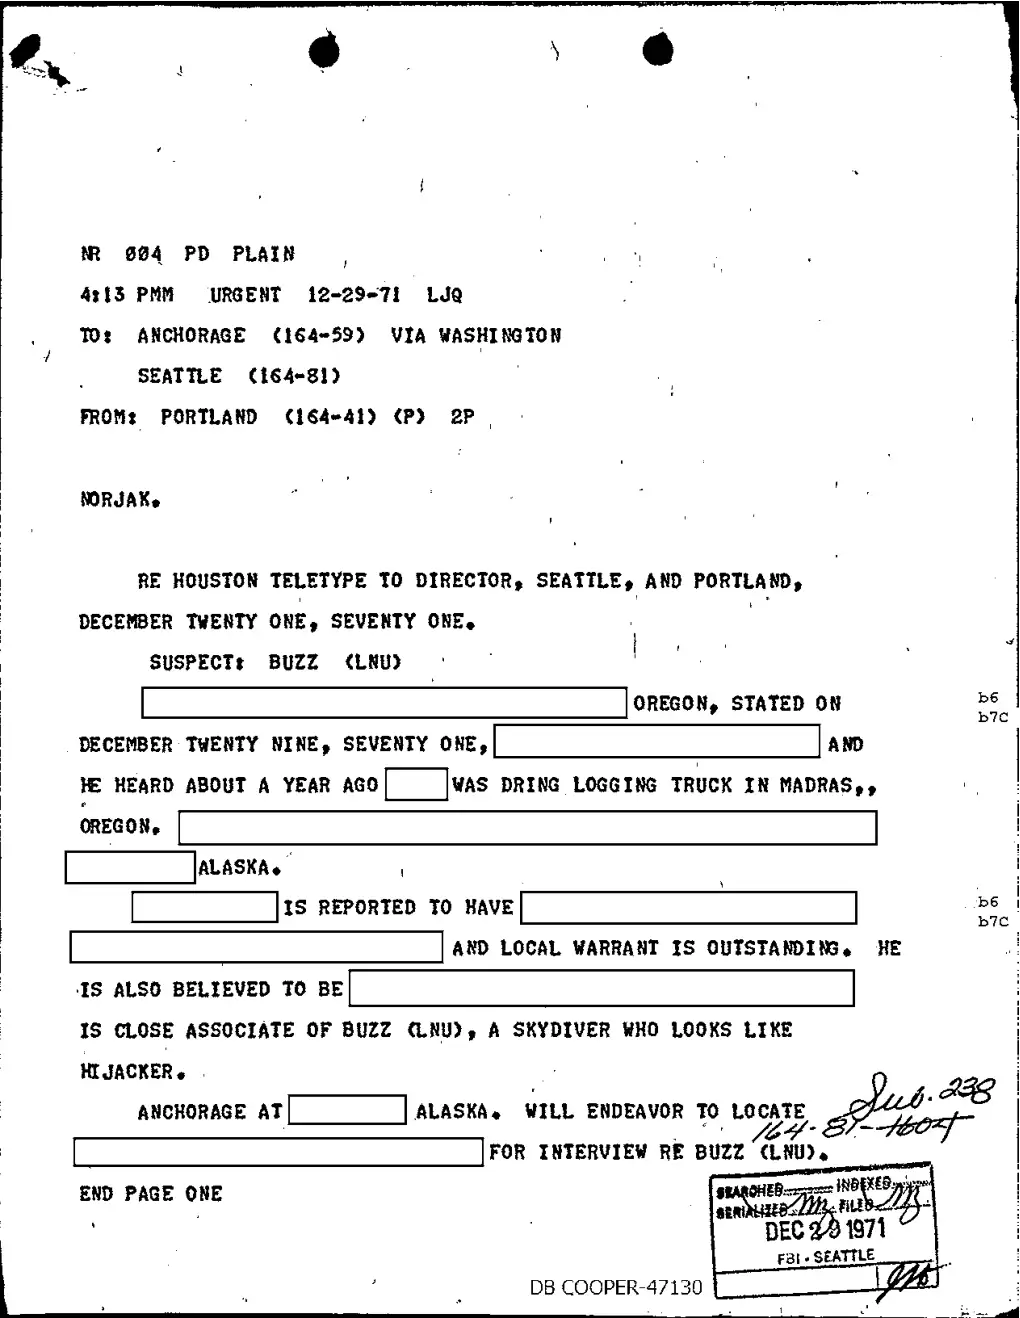 NR 004 PD PLAIN
4:13 PMM URGENT 12-29-71 LJQ
TO: ANCHORAGE (164-59) VIA WASHINGTON
SEATTLE (164-81)
FROM: PORTLAND (164-41) (P) 2P
NORJAK.
RE HOUSTON TELETYPE TO DIRECTOR, SEATTLE, AND PORTLAND,
DECEMBER TWENTY ONE, SEVENTY ONE.
SUSPECT: BUZZ (LNU)
OREGON, STATED ON
b6
b7C
DECEMBER TWENTY NINE, SEVENTY ONE, AND
HE HEARD ABOUT A YEAR AGO WAS DRING LOGGING TRUCK IN MADRAS,,
OREGON.
ALASKA.
IS REPORTED TO HAVE
b6
b7C
AND LOCAL WARRANT IS OUTSTANDING. HE
IS ALSO BELIEVED TO BE
IS CLOSE ASSOCIATE OF BUZZ (LNU), A SKYDIVER WHO LOOKS LIKE
HIJACKER.
ANCHORAGE AT ALASKA. WILL ENDEAVOR TO LOCATE
Sub. 238
164-81-1604
FOR INTERVIEW RE BUZZ (LNU).
END PAGE ONE
SEARCHED INDEXED
SERIALIZED FILED
DEC 29 1971
FBI - SEATTLE
DB COOPER-47130